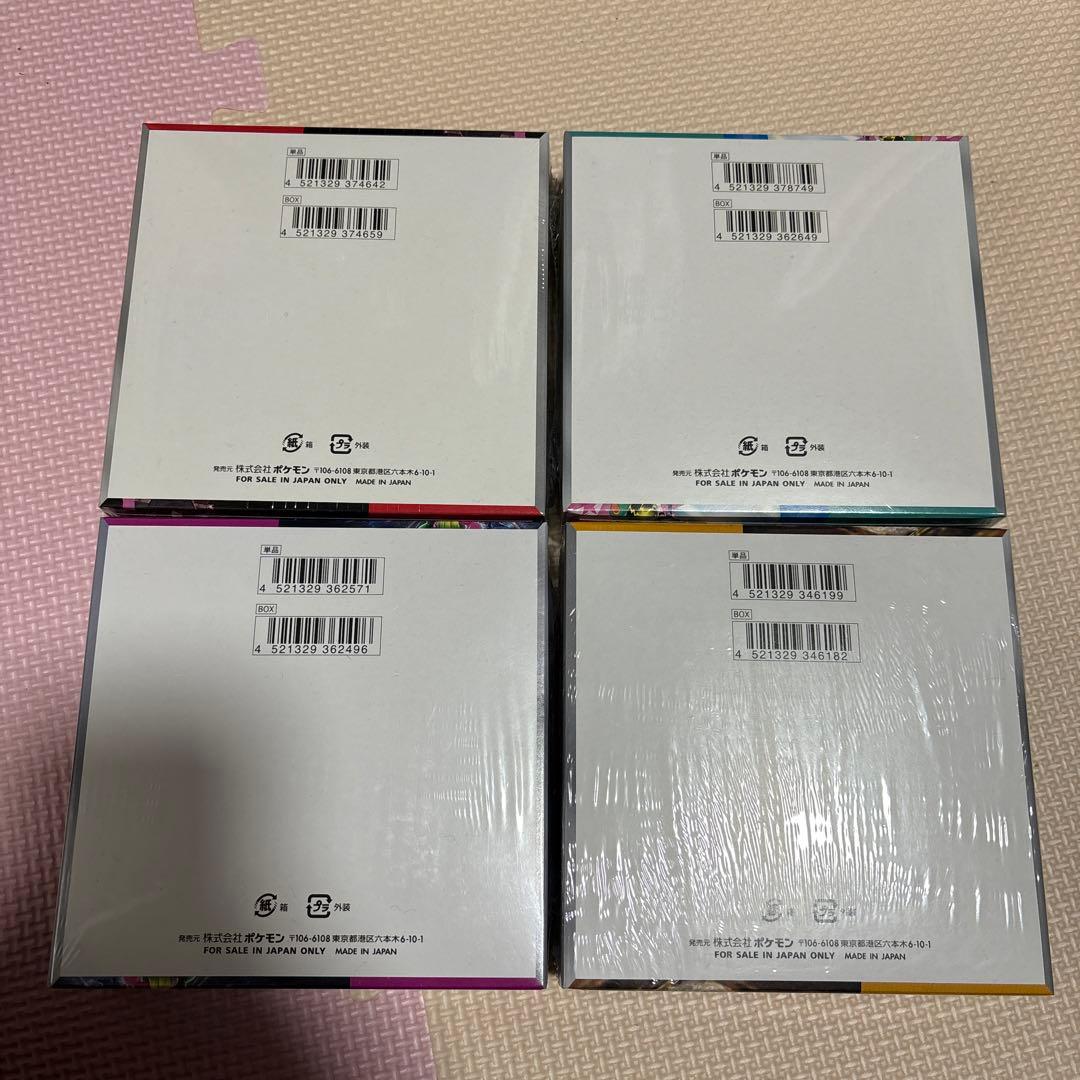 単品
4 521329 374642
BOX
4 521329 374659
紙 箱 プラ 外装
発売元 株式会社 ポケモン 〒106-6108 東京都港区六本木6-10-1
FOR SALE IN JAPAN ONLY MADE IN JAPAN
単品
4 521329 378749
BOX
4 521329 362649
紙 箱 プラ 外装
発売元 株式会社 ポケモン 〒106-6108 東京都港区六本木6-10-1
FOR SALE IN JAPAN ONLY MADE IN JAPAN
単品
4 521329 362571
BOX
4 521329 362496
紙 箱 プラ 外装
発売元 株式会社 ポケモン 〒106-6108 東京都港区六本木6-10-1
FOR SALE IN JAPAN ONLY MADE IN JAPAN
単品
4 521329 346199
BOX
4 521329 346182
紙 箱 プラ 外装
発売元 株式会社 ポケモン 〒106-6108 東京都港区六本木6-10-1
FOR SALE IN JAPAN ONLY MADE IN JAPAN